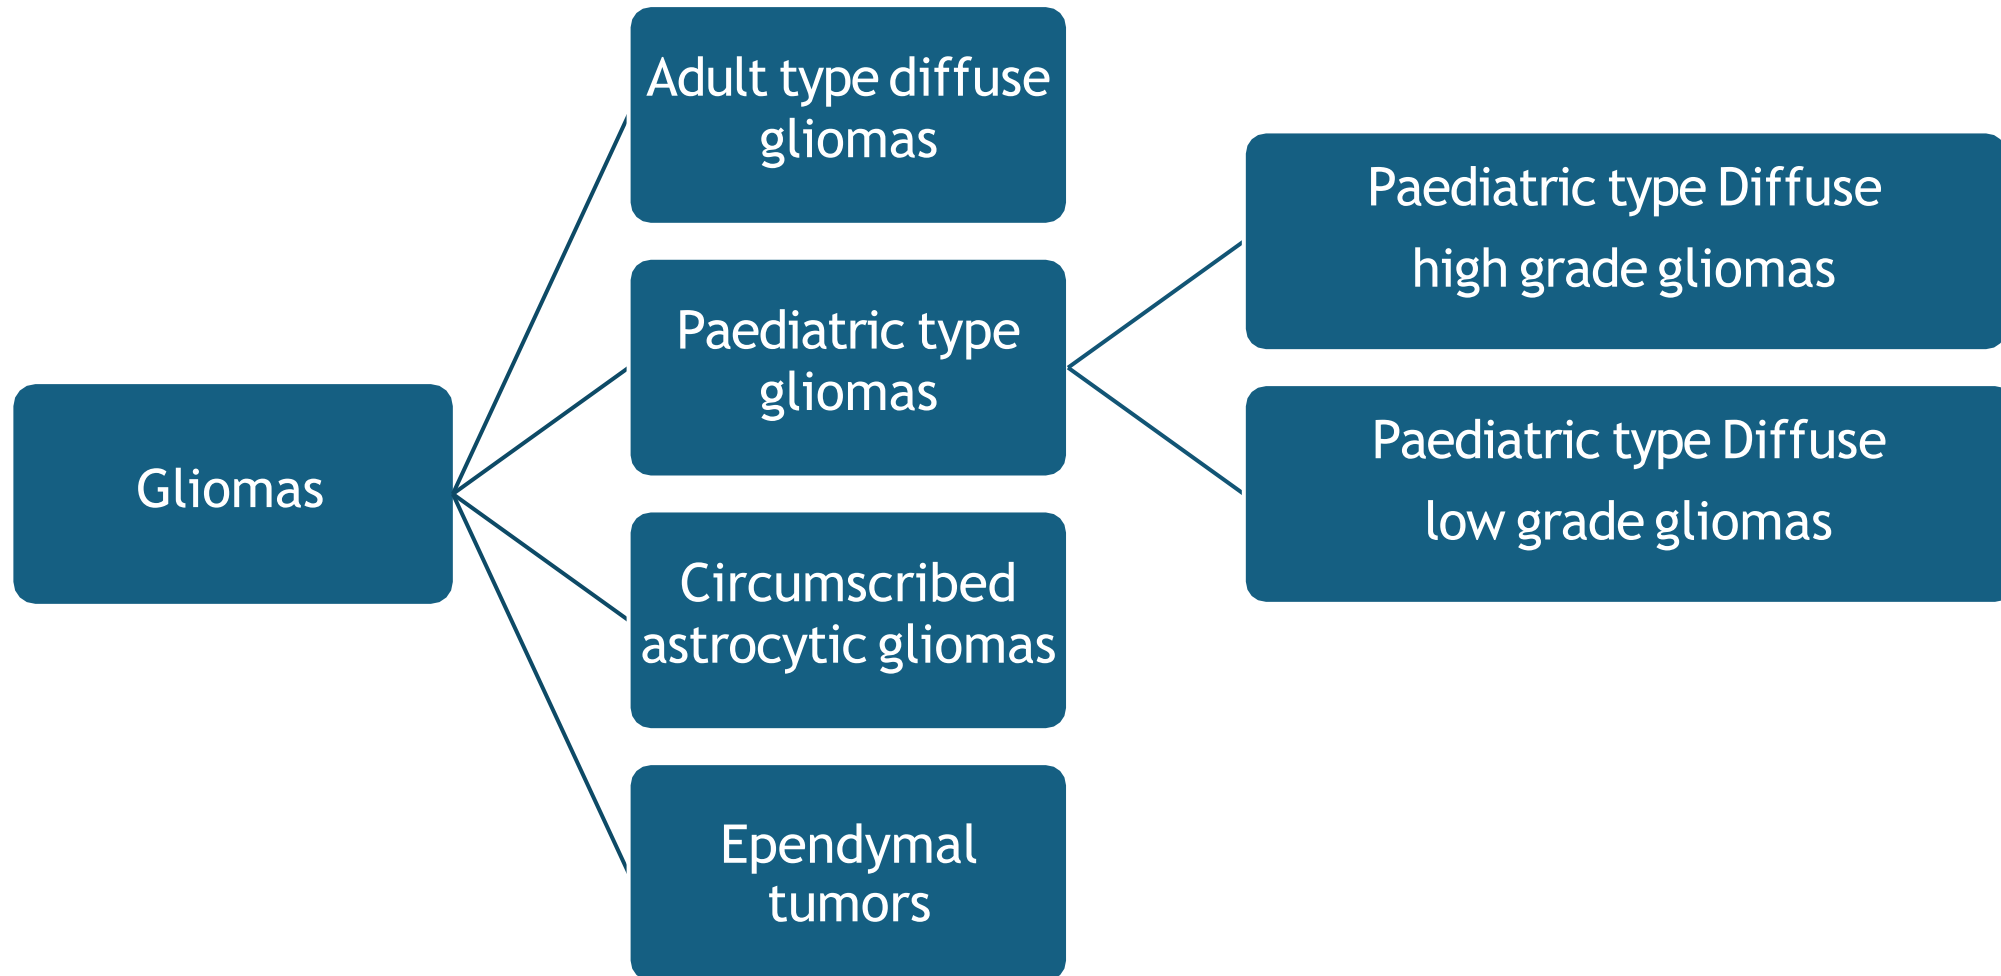 Gliomas
Adult type diffuse
gliomas
Paediatric type
gliomas
Circumscribed
astrocytic gliomas
Ependymal
tumors
Paediatric type Diffuse
high grade gliomas
Paediatric type Diffuse
low grade gliomas